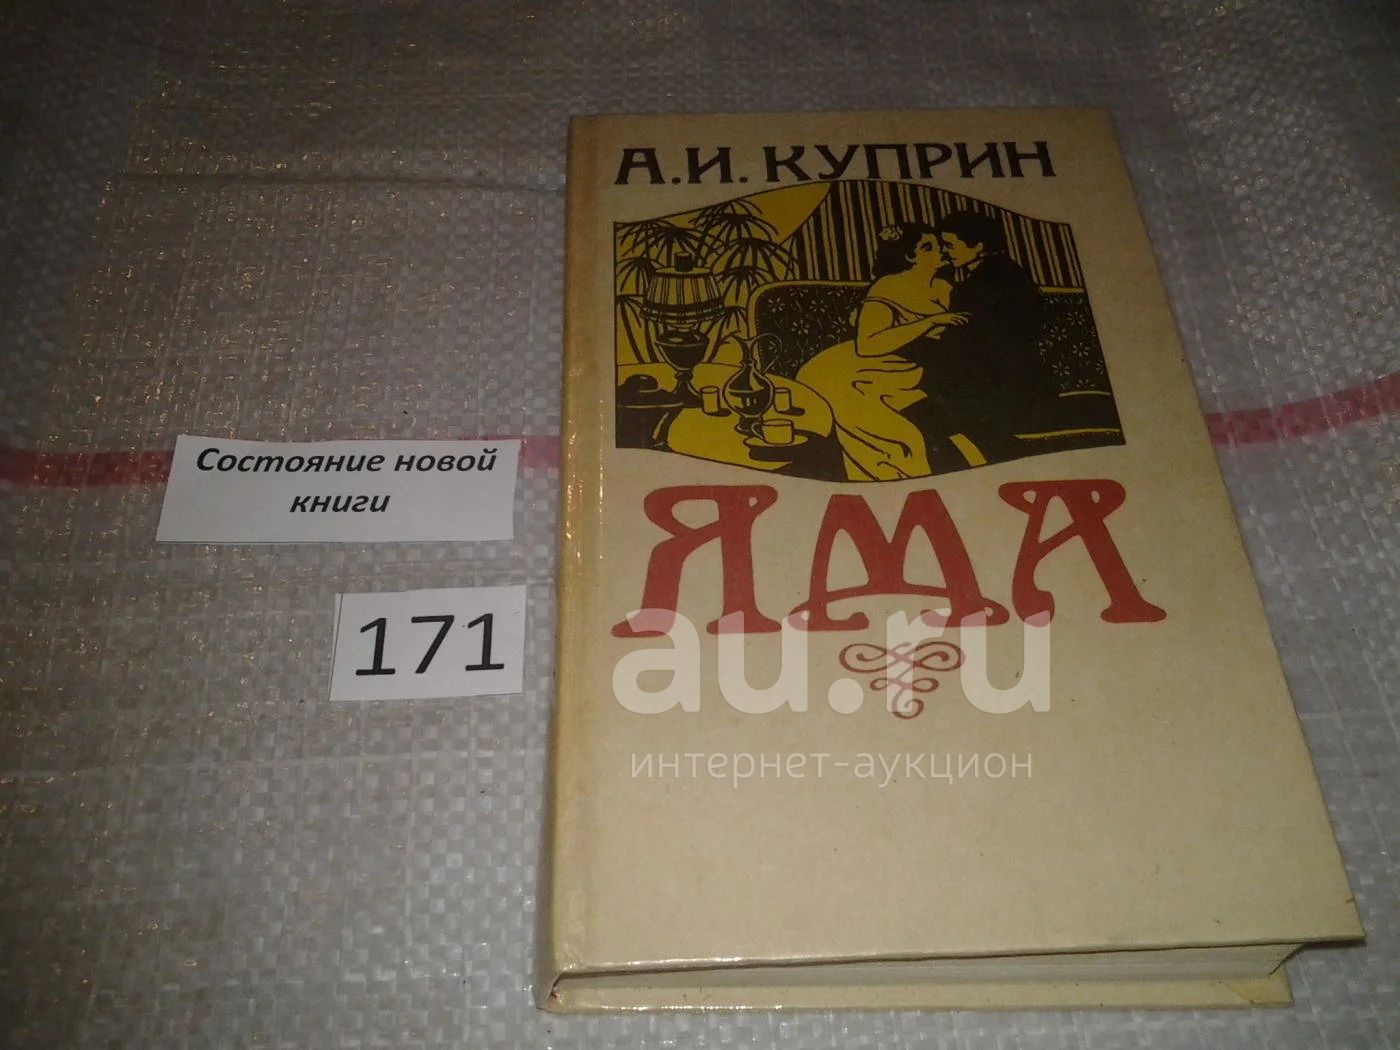 А.И. КУПРИН
ЯМА
Состояние новой
книги
171
au.ru
интернет-аукцион